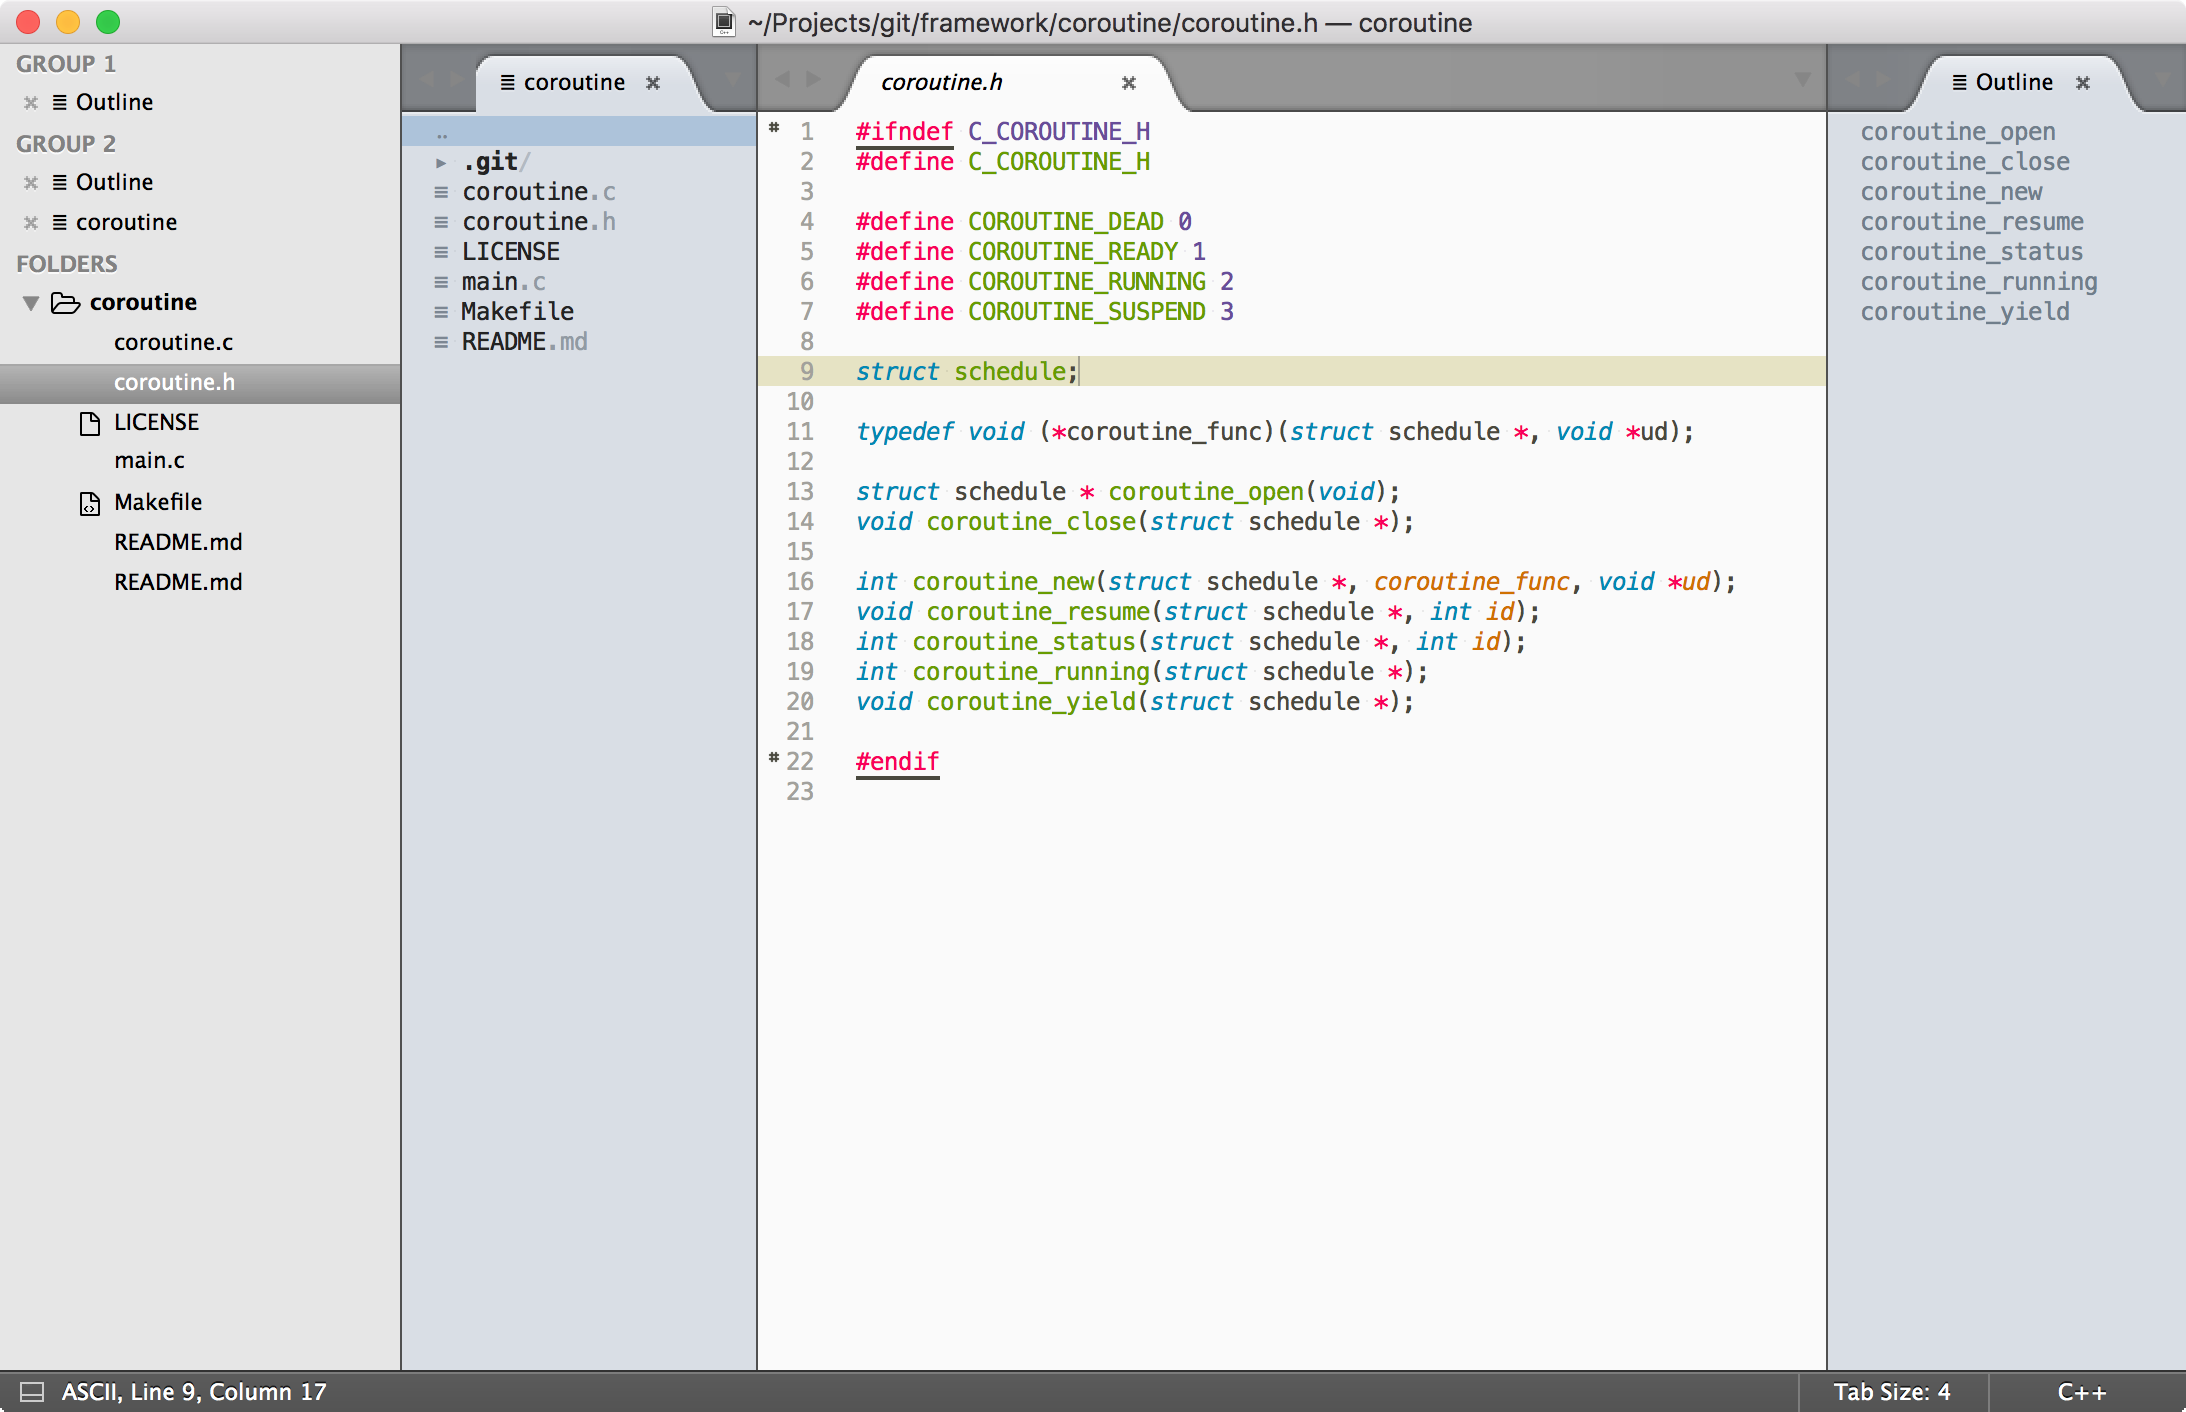 ~/Projects/git/framework/coroutine/coroutine.h — coroutine
GROUP 1
Outline
GROUP 2
Outline
coroutine
FOLDERS
coroutine
coroutine.c
coroutine.h
LICENSE
main.c
Makefile
README.md
README.md
coroutine
..
.git/
coroutine.c
coroutine.h
LICENSE
main.c
Makefile
README.md
coroutine.h
# 1 #ifndef C_COROUTINE_H
2 #define C_COROUTINE_H
3
4 #define COROUTINE_DEAD 0
5 #define COROUTINE_READY 1
6 #define COROUTINE_RUNNING 2
7 #define COROUTINE_SUSPEND 3
8
9 struct schedule;
10
11 typedef void (*coroutine_func)(struct schedule *, void *ud);
12
13 struct schedule * coroutine_open(void);
14 void coroutine_close(struct schedule *);
15
16 int coroutine_new(struct schedule *, coroutine_func, void *ud);
17 void coroutine_resume(struct schedule *, int id);
18 int coroutine_status(struct schedule *, int id);
19 int coroutine_running(struct schedule *);
20 void coroutine_yield(struct schedule *);
21
# 22 #endif
23
Outline
coroutine_open
coroutine_close
coroutine_new
coroutine_resume
coroutine_status
coroutine_running
coroutine_yield
ASCII, Line 9, Column 17
Tab Size: 4
C++